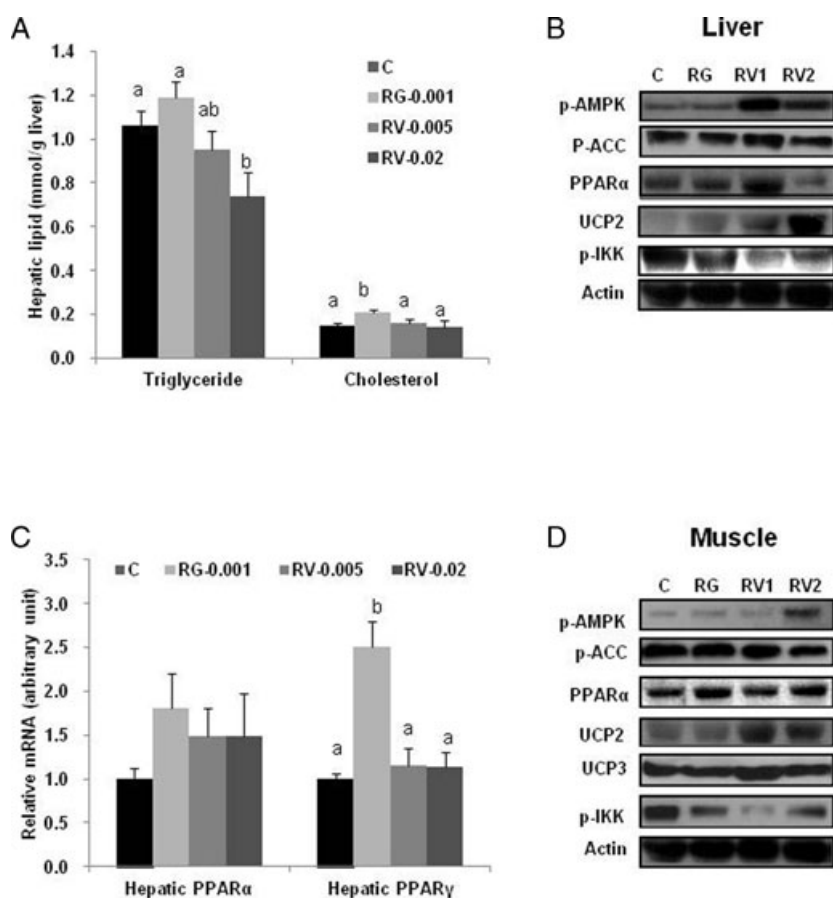 A
Hepatic lipid (mmol/g liver)
1.4
1.2
1.0
0.8
0.6
0.4
0.2
0.0
a
a
ab
b
a
b
a
a
C
RG-0.001
RV-0.005
RV-0.02
Triglyceride
Cholesterol
B
Liver
C RG RV1 RV2
p-AMPK
P-ACC
PPARα
UCP2
p-IKK
Actin
C
Relative mRNA (arbitrary unit)
3.5
3.0
2.5
2.0
1.5
1.0
0.5
0.0
C RG-0.001 RV-0.005 RV-0.02
a
b
a
a
Hepatic PPARα
Hepatic PPARγ
D
Muscle
C RG RV1 RV2
p-AMPK
p-ACC
PPARα
UCP2
UCP3
p-IKK
Actin